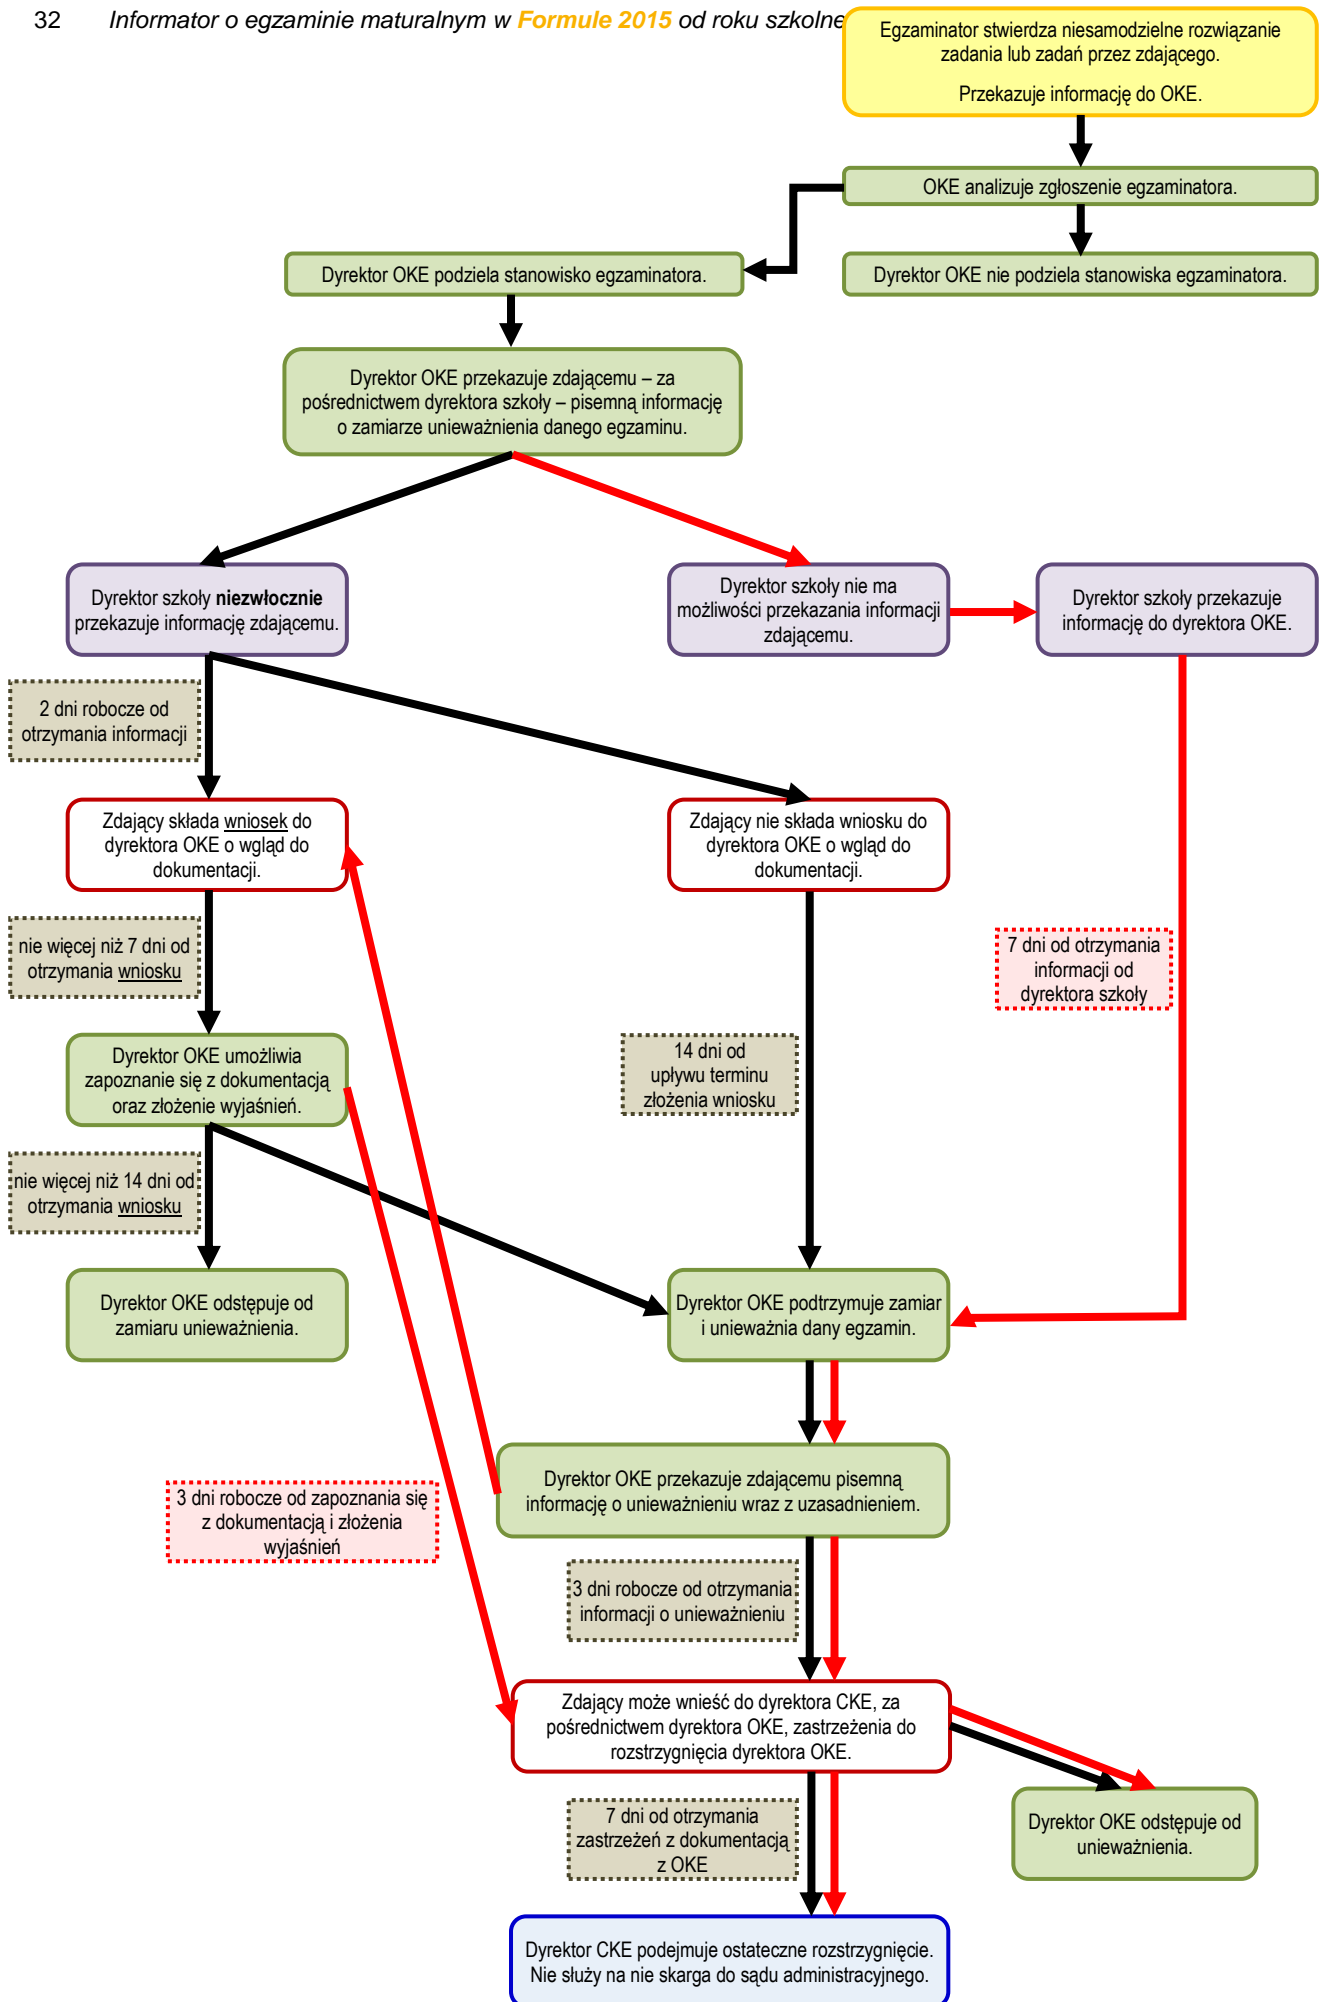 32 Informator o egzaminie maturalnym w Formule 2015 od roku szkolne
Egzaminator stwierdza niesamodzielne rozwiązanie
zadania lub zadań przez zdającego.
Przekazuje informację do OKE.
OKE analizuje zgłoszenie egzaminatora.
Dyrektor OKE podziela stanowisko egzaminatora.
Dyrektor OKE nie podziela stanowiska egzaminatora.
Dyrektor OKE przekazuje zdającemu – za
pośrednictwem dyrektora szkoły – pisemną informację
o zamiarze unieważnienia danego egzaminu.
Dyrektor szkoły niezwłocznie
przekazuje informację zdającemu.
Dyrektor szkoły nie ma
możliwości przekazania informacji
zdającemu.
Dyrektor szkoły przekazuje
informację do dyrektora OKE.
2 dni robocze od
otrzymania informacji
Zdający składa wniosek do
dyrektora OKE o wgląd do
dokumentacji.
Zdający nie składa wniosku do
dyrektora OKE o wgląd do
dokumentacji.
nie więcej niż 7 dni od
otrzymania wniosku
7 dni od otrzymania
informacji od
dyrektora szkoły
Dyrektor OKE umożliwia
zapoznanie się z dokumentacją
oraz złożenie wyjaśnień.
14 dni od
upływu terminu
złożenia wniosku
nie więcej niż 14 dni od
otrzymania wniosku
Dyrektor OKE odstępuje od
zamiaru unieważnienia.
Dyrektor OKE podtrzymuje zamiar
i unieważnia dany egzamin.
Dyrektor OKE przekazuje zdającemu pisemną
informację o unieważnieniu wraz z uzasadnieniem.
3 dni robocze od zapoznania się
z dokumentacją i złożenia
wyjaśnień
3 dni robocze od otrzymania
informacji o unieważnieniu
Zdający może wnieść do dyrektora CKE, za
pośrednictwem dyrektora OKE, zastrzeżenia do
rozstrzygnięcia dyrektora OKE.
7 dni od otrzymania
zastrzeżeń z dokumentacją
z OKE
Dyrektor OKE odstępuje od
unieważnienia.
Dyrektor CKE podejmuje ostateczne rozstrzygnięcie.
Nie służy na nie skarga do sądu administracyjnego.